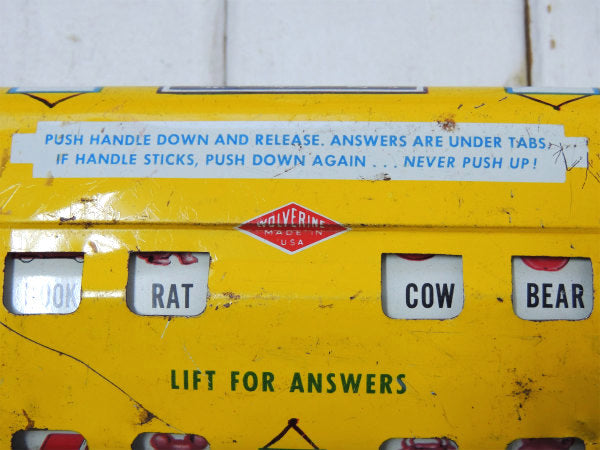 PUSH HANDLE DOWN AND RELEASE. ANSWERS ARE UNDER TABS.
IF HANDLE STICKS, PUSH DOWN AGAIN . . . NEVER PUSH UP!
WOLVERINE
MADE IN
USA
RAT COW BEAR
LIFT FOR ANSWERS